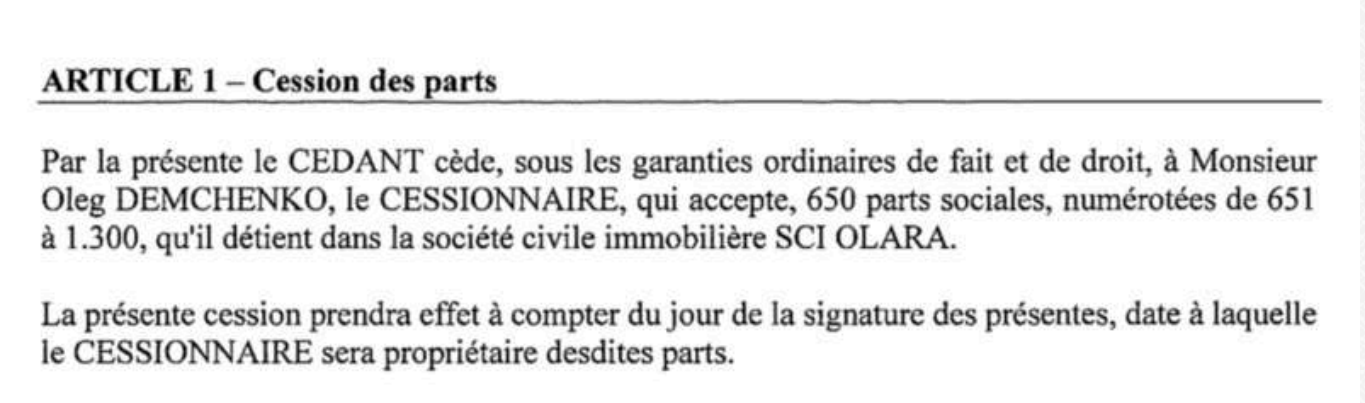 ARTICLE 1 – Cession des parts
Par la présente le CEDANT cède, sous les garanties ordinaires de fait et de droit, à Monsieur
Oleg DEMCHENKO, le CESSIONNAIRE, qui accepte, 650 parts sociales, numérotées de 651
à 1.300, qu'il détient dans la société civile immobilière SCI OLARA.
La présente cession prendra effet à compter du jour de la signature des présentes, date à laquelle
le CESSIONNAIRE sera propriétaire desdites parts.